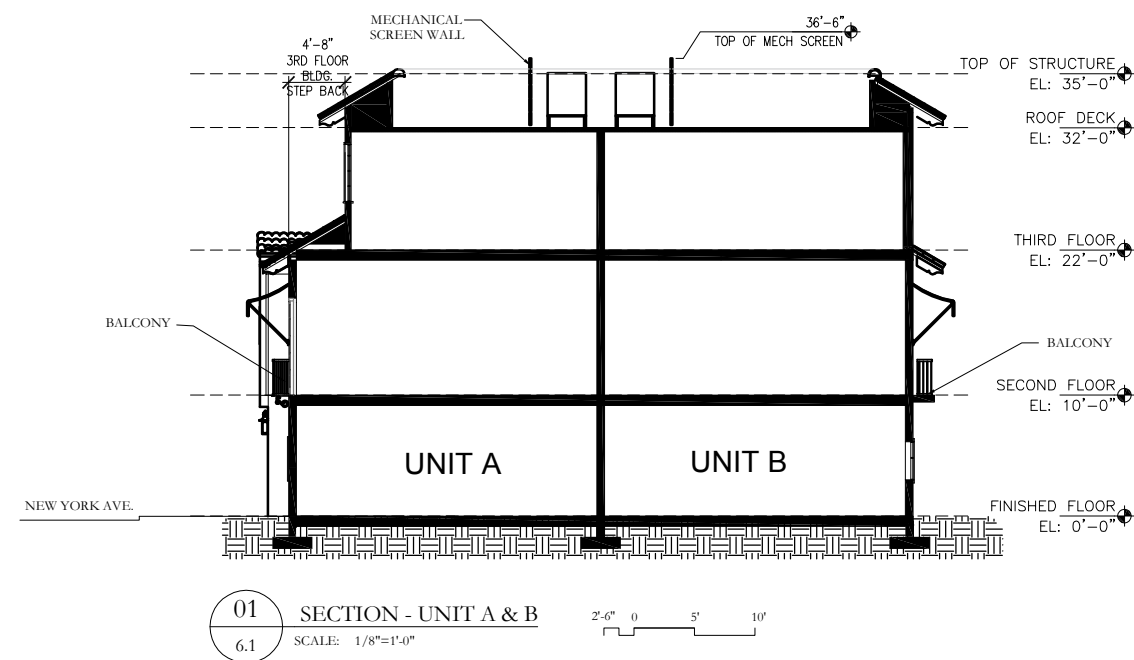 MECHANICAL
SCREEN WALL
36'-6"
TOP OF MECH SCREEN
4'-8"
3RD FLOOR
BLDG.
STEP BACK
TOP OF STRUCTURE
EL: 35'-0"
ROOF DECK
EL: 32'-0"
THIRD FLOOR
EL: 22'-0"
BALCONY
BALCONY
SECOND FLOOR
EL: 10'-0"
UNIT A
UNIT B
NEW YORK AVE.
FINISHED FLOOR
EL: 0'-0"
01
6.1
SECTION - UNIT A & B
SCALE: 1/8"=1'-0"
2'-6" 0 5' 10'